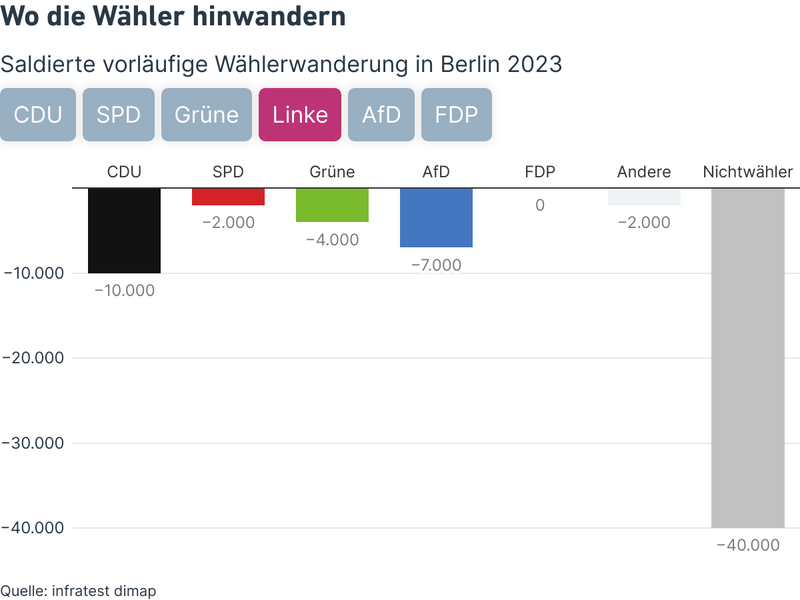 Wo die Wähler hinwandern
Saldierte vorläufige Wählerwanderung in Berlin 2023
CDU SPD Grüne Linke AfD FDP
CDU SPD Grüne AfD FDP Andere Nichtwähler
0
−2.000 −2.000
−4.000
−7.000
−10.000
−10.000
−20.000
−30.000
−40.000
−40.000
Quelle: infratest dimap